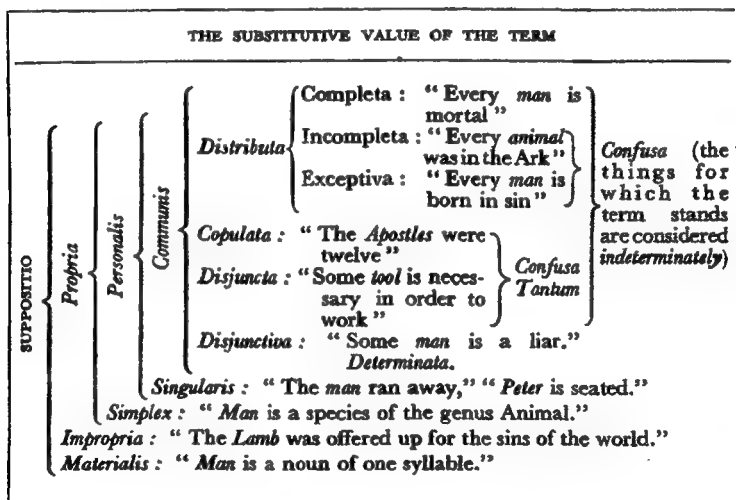 THE SUBSTITUTIVE VALUE OF THE TERM
SUPPOSITIO
Propria
Personalis
Communis
Distributa
Completa : “ Every man is
mortal ”
Incompleta : “ Every animal
was in the Ark ”
Exceptiva : “ Every man is
born in sin ”
Confusa (the
things for
which the
term stands
are considered
indeterminately)
Copulata : “ The Apostles were
twelve ”
Disjuncta : “ Some tool is neces-
sary in order to
work ”
Confusa
Tantum
Disjunctiva : “ Some man is a liar.”
Determinata.
Singularis : “ The man ran away,” “ Peter is seated.”
Simplex : “ Man is a species of the genus Animal.”
Impropria : “ The Lamb was offered up for the sins of the world.”
Materialis : “ Man is a noun of one syllable.”